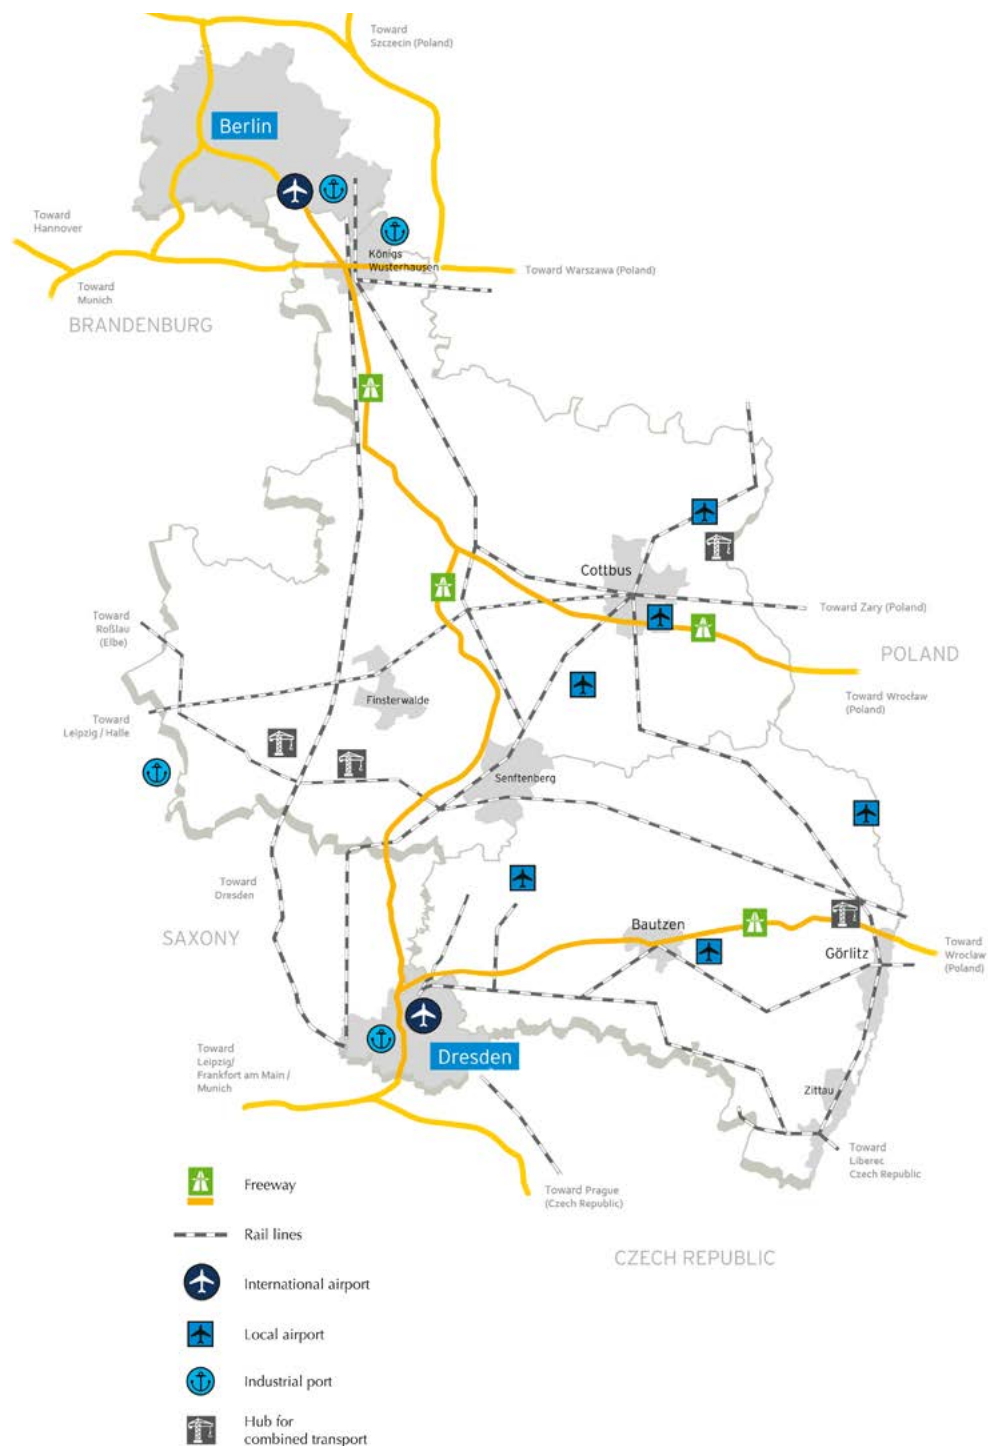 Toward
Szczecin (Poland)
Berlin
Toward
Hannover
Königs
Wusterhausen
Toward Warszawa (Poland)
Toward
Munich
BRANDENBURG
Cottbus
Toward
Roßlau
(Elbe)
Toward Zary (Poland)
POLAND
Finsterwalde
Toward Wrocław
(Poland)
Toward
Leipzig / Halle
Senftenberg
Toward
Dresden
SAXONY
Bautzen
Görlitz
Toward
Wroclaw
(Poland)
Dresden
Toward
Leipzig/
Frankfort am Main /
Munich
Zittau
Toward
Liberec
Czech Republic
Toward Prague
(Czech Republic)
CZECH REPUBLIC
Freeway
Rail lines
International airport
Local airport
Industrial port
Hub for
combined transport